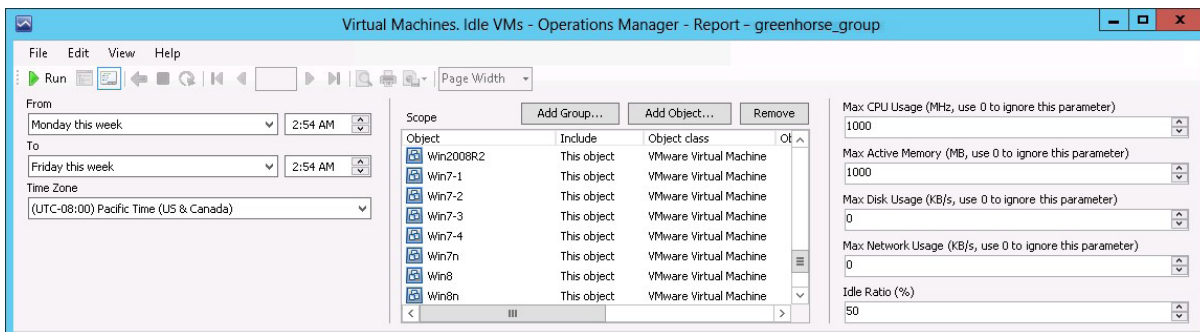 Virtual Machines. Idle VMs - Operations Manager - Report - greenhorse_group
File Edit View Help
Run Page Width
From
Monday this week 2:54 AM
To
Friday this week 2:54 AM
Time Zone
(UTC-08:00) Pacific Time (US & Canada)
Scope Add Group... Add Object... Remove
Object Include Object class Ob
Win2008R2 This object VMware Virtual Machine
Win7-1 This object VMware Virtual Machine
Win7-2 This object VMware Virtual Machine
Win7-3 This object VMware Virtual Machine
Win7-4 This object VMware Virtual Machine
Win7n This object VMware Virtual Machine
Win8 This object VMware Virtual Machine
Win8n This object VMware Virtual Machine
Max CPU Usage (MHz, use 0 to ignore this parameter)
1000
Max Active Memory (MB, use 0 to ignore this parameter)
1000
Max Disk Usage (KB/s, use 0 to ignore this parameter)
0
Max Network Usage (KB/s, use 0 to ignore this parameter)
0
Idle Ratio (%)
50